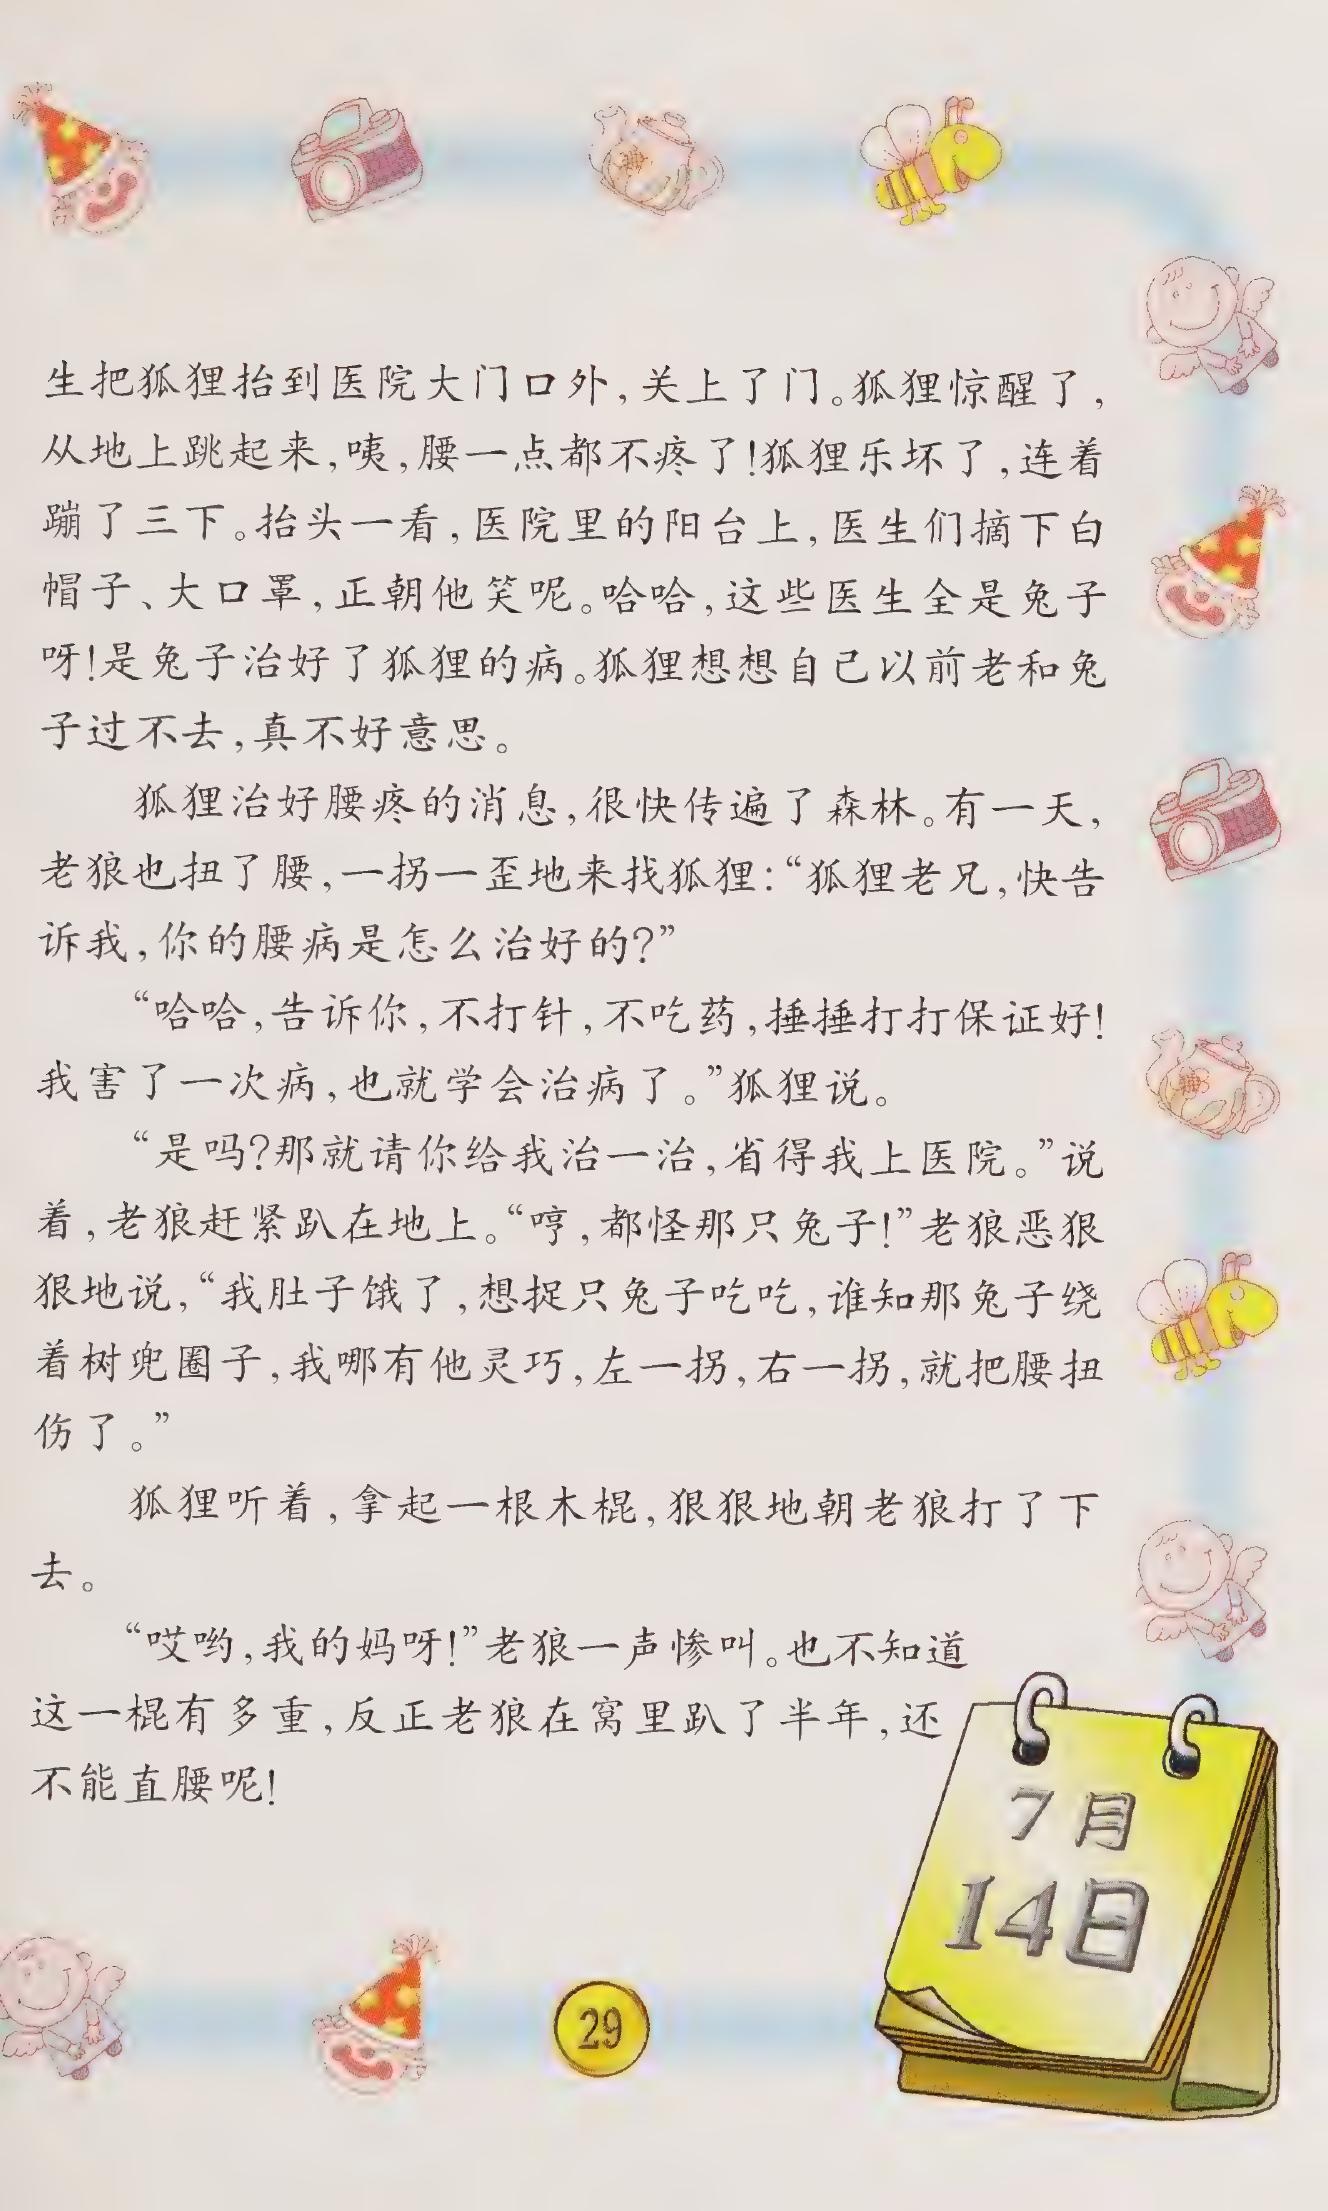 生把狐狸抬到医院大门口外,关上了门。狐狸惊醒了,
从地上跳起来,咦,腰一点都不疼了!狐狸乐坏了,连着
蹦了三下。抬头一看,医院里的阳台上,医生们摘下白
帽子、大口罩,正朝他笑呢。哈哈,这些医生全是兔子
呀!是兔子治好了狐狸的病。狐狸想想自己以前老和兔
子过不去,真不好意思。
狐狸治好腰疼的消息,很快传遍了森林。有一天,
老狼也扭了腰,一拐一歪地来找狐狸:“狐狸老兄,快告
诉我,你的腰病是怎么治好的?”
“哈哈,告诉你,不打针,不吃药,捶捶打打保证好!
我害了一次病,也就学会治病了。”狐狸说。
“是吗?那就请你给我治一治,省得我上医院。”说
着,老狼赶紧趴在地上。“哼,都怪那只兔子!”老狼恶狠
狠地说,“我肚子饿了,想捉只兔子吃吃,谁知那兔子绕
着树兜圈子,我哪有他灵巧,左一拐,右一拐,就把腰扭
伤了。”
狐狸听着,拿起一根木棍,狠狠地朝老狼打了下
去。
“哎哟,我的妈呀!”老狼一声惨叫。也不知道
这一棍有多重,反正老狼在窝里趴了半年,还
不能直腰呢!
7月
14日
29